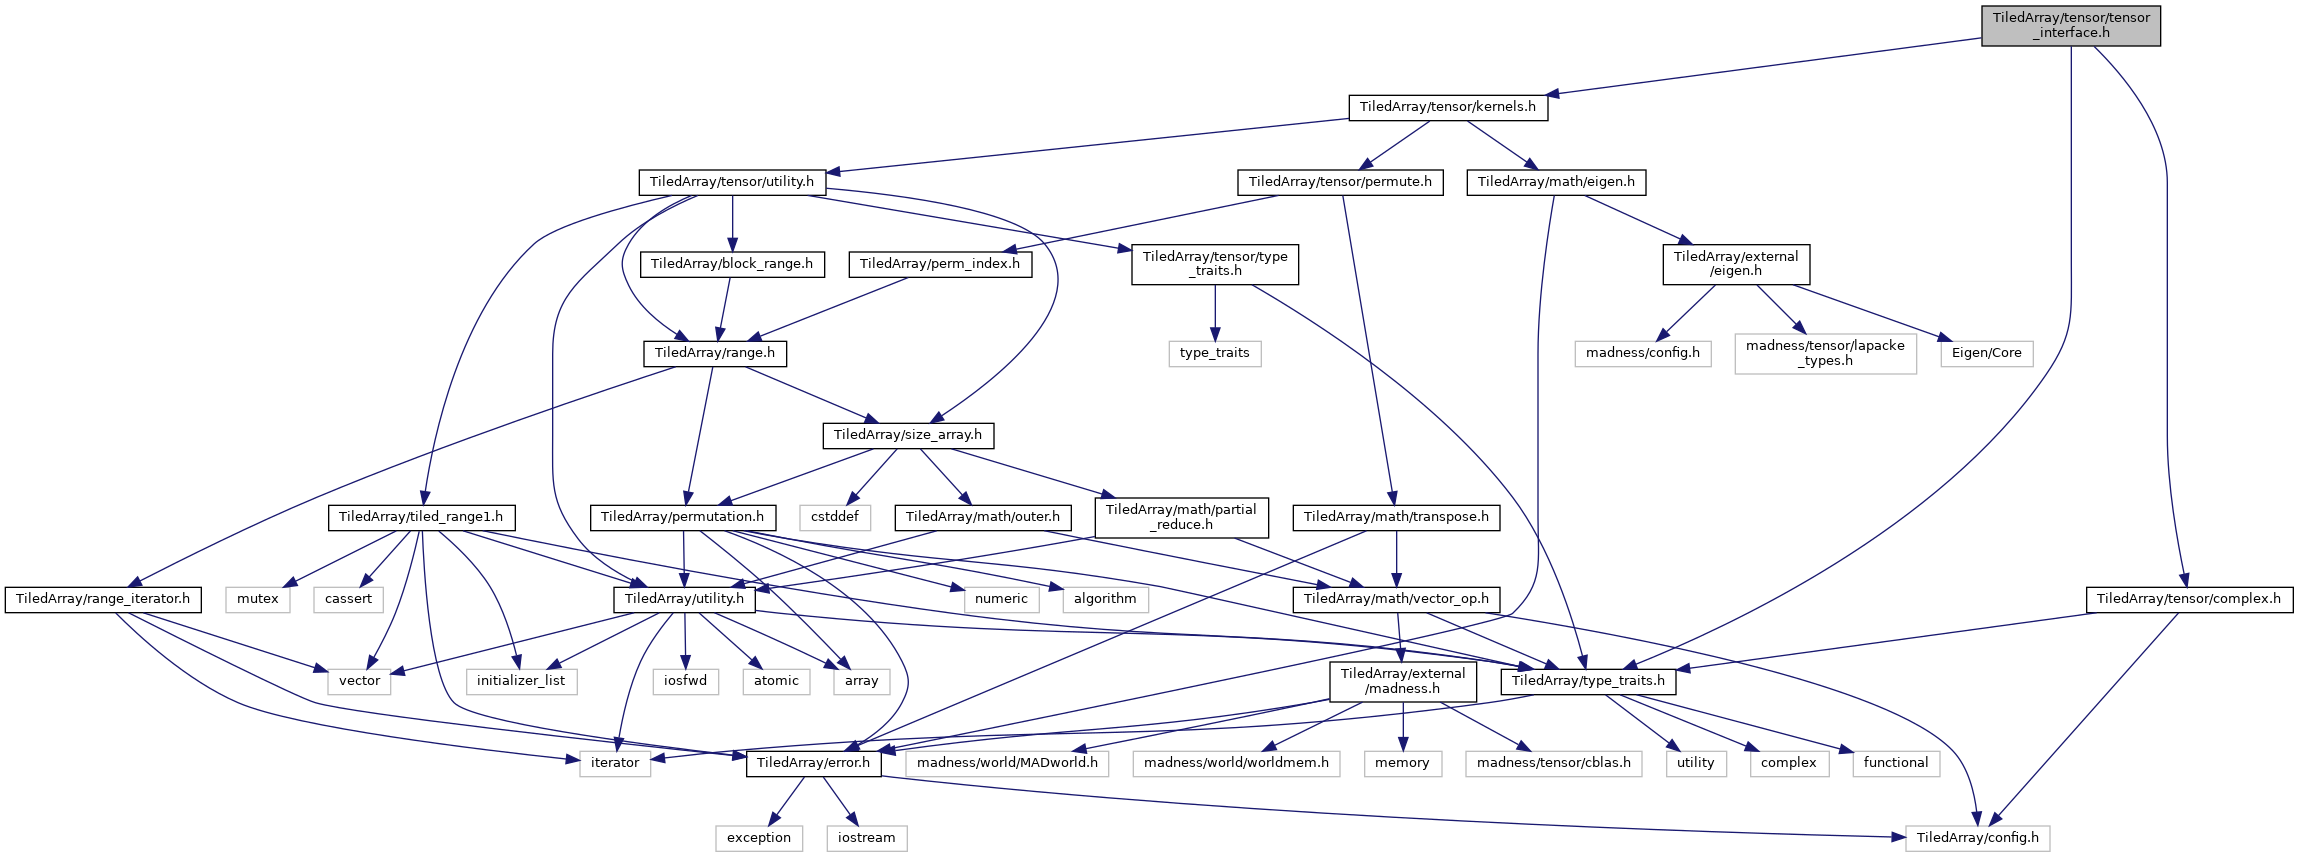 TiledArray/tensor/tensor
_interface.h
TiledArray/tensor/kernels.h
TiledArray/tensor/utility.h
TiledArray/tensor/permute.h
TiledArray/math/eigen.h
TiledArray/block_range.h
TiledArray/perm_index.h
TiledArray/tensor/type
_traits.h
TiledArray/external
/eigen.h
TiledArray/range.h
type_traits
madness/config.h
madness/tensor/lapacke
_types.h
Eigen/Core
TiledArray/size_array.h
TiledArray/tiled_range1.h
TiledArray/permutation.h
cstddef
TiledArray/math/outer.h
TiledArray/math/partial
_reduce.h
TiledArray/math/transpose.h
TiledArray/range_iterator.h
mutex
cassert
TiledArray/utility.h
numeric
algorithm
TiledArray/math/vector_op.h
TiledArray/tensor/complex.h
vector
initializer_list
iosfwd
atomic
array
TiledArray/external
/madness.h
TiledArray/type_traits.h
iterator
TiledArray/error.h
madness/world/MADworld.h
madness/world/worldmem.h
memory
madness/tensor/cblas.h
utility
complex
functional
exception
iostream
TiledArray/config.h